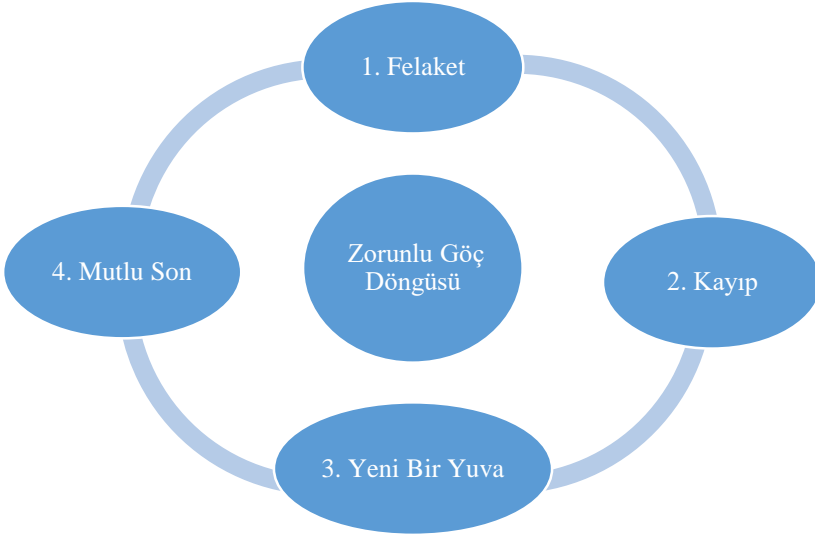 1. Felaket
2. Kayıp
3. Yeni Bir Yuva
4. Mutlu Son
Zorunlu Göç
Döngüsü